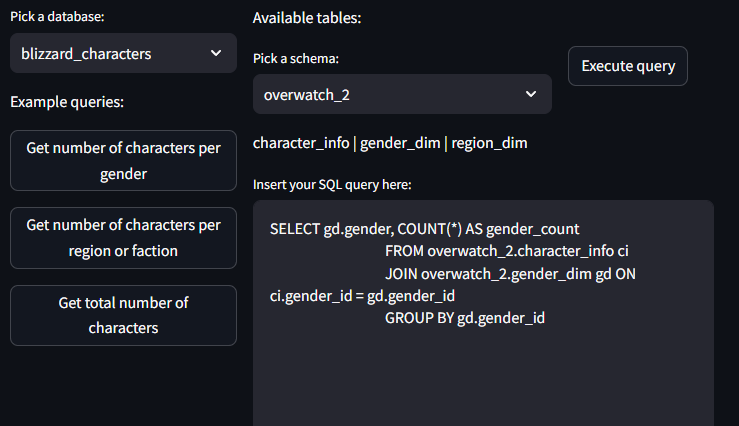 Pick a database:
blizzard_characters
Example queries:
Get number of characters per
gender
Get number of characters per
region or faction
Get total number of
characters
Available tables:
Pick a schema:
overwatch_2
Execute query
character_info | gender_dim | region_dim
Insert your SQL query here:
SELECT gd.gender, COUNT(*) AS gender_count
FROM overwatch_2.character_info ci
JOIN overwatch_2.gender_dim gd ON
ci.gender_id = gd.gender_id
GROUP BY gd.gender_id